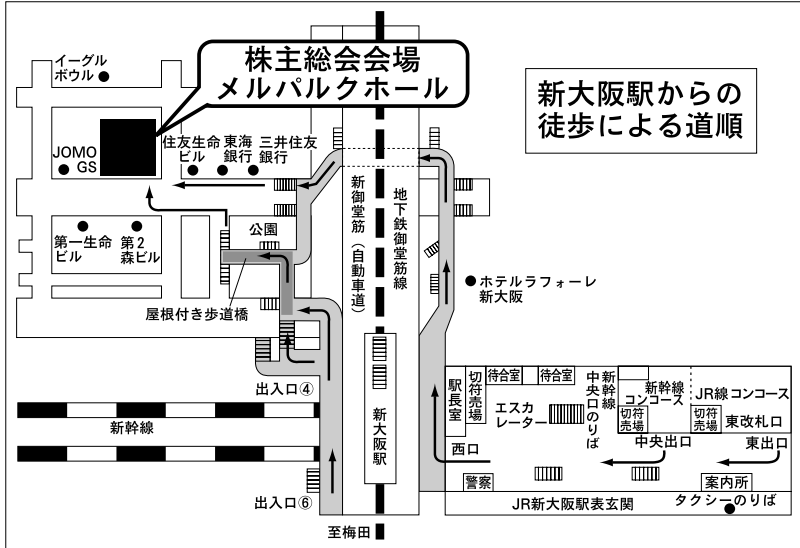 イーグル
ボウル
株主総会会場
メルパルクホール
新大阪駅からの
徒歩による道順
JOMO
GS
住友生命
ビル
東海
銀行
三井住友
銀行
第一生命
ビル
第2
森ビル
公園
屋根付き歩道橋
新御堂筋（自動車道）
地下鉄御堂筋線
ホテルラフォーレ
新大阪
出入口④
新幹線
出入口⑥
新大阪駅
至梅田
駅長室
切符売場
待合室
待合室
エスカ
レーター
新幹線
中央口のりば
新幹線
コンコース
JR線コンコース
切符
売場
切符
売場
東改札口
西口
中央出口
東出口
警察
案内所
JR新大阪駅表玄関
タクシーのりば